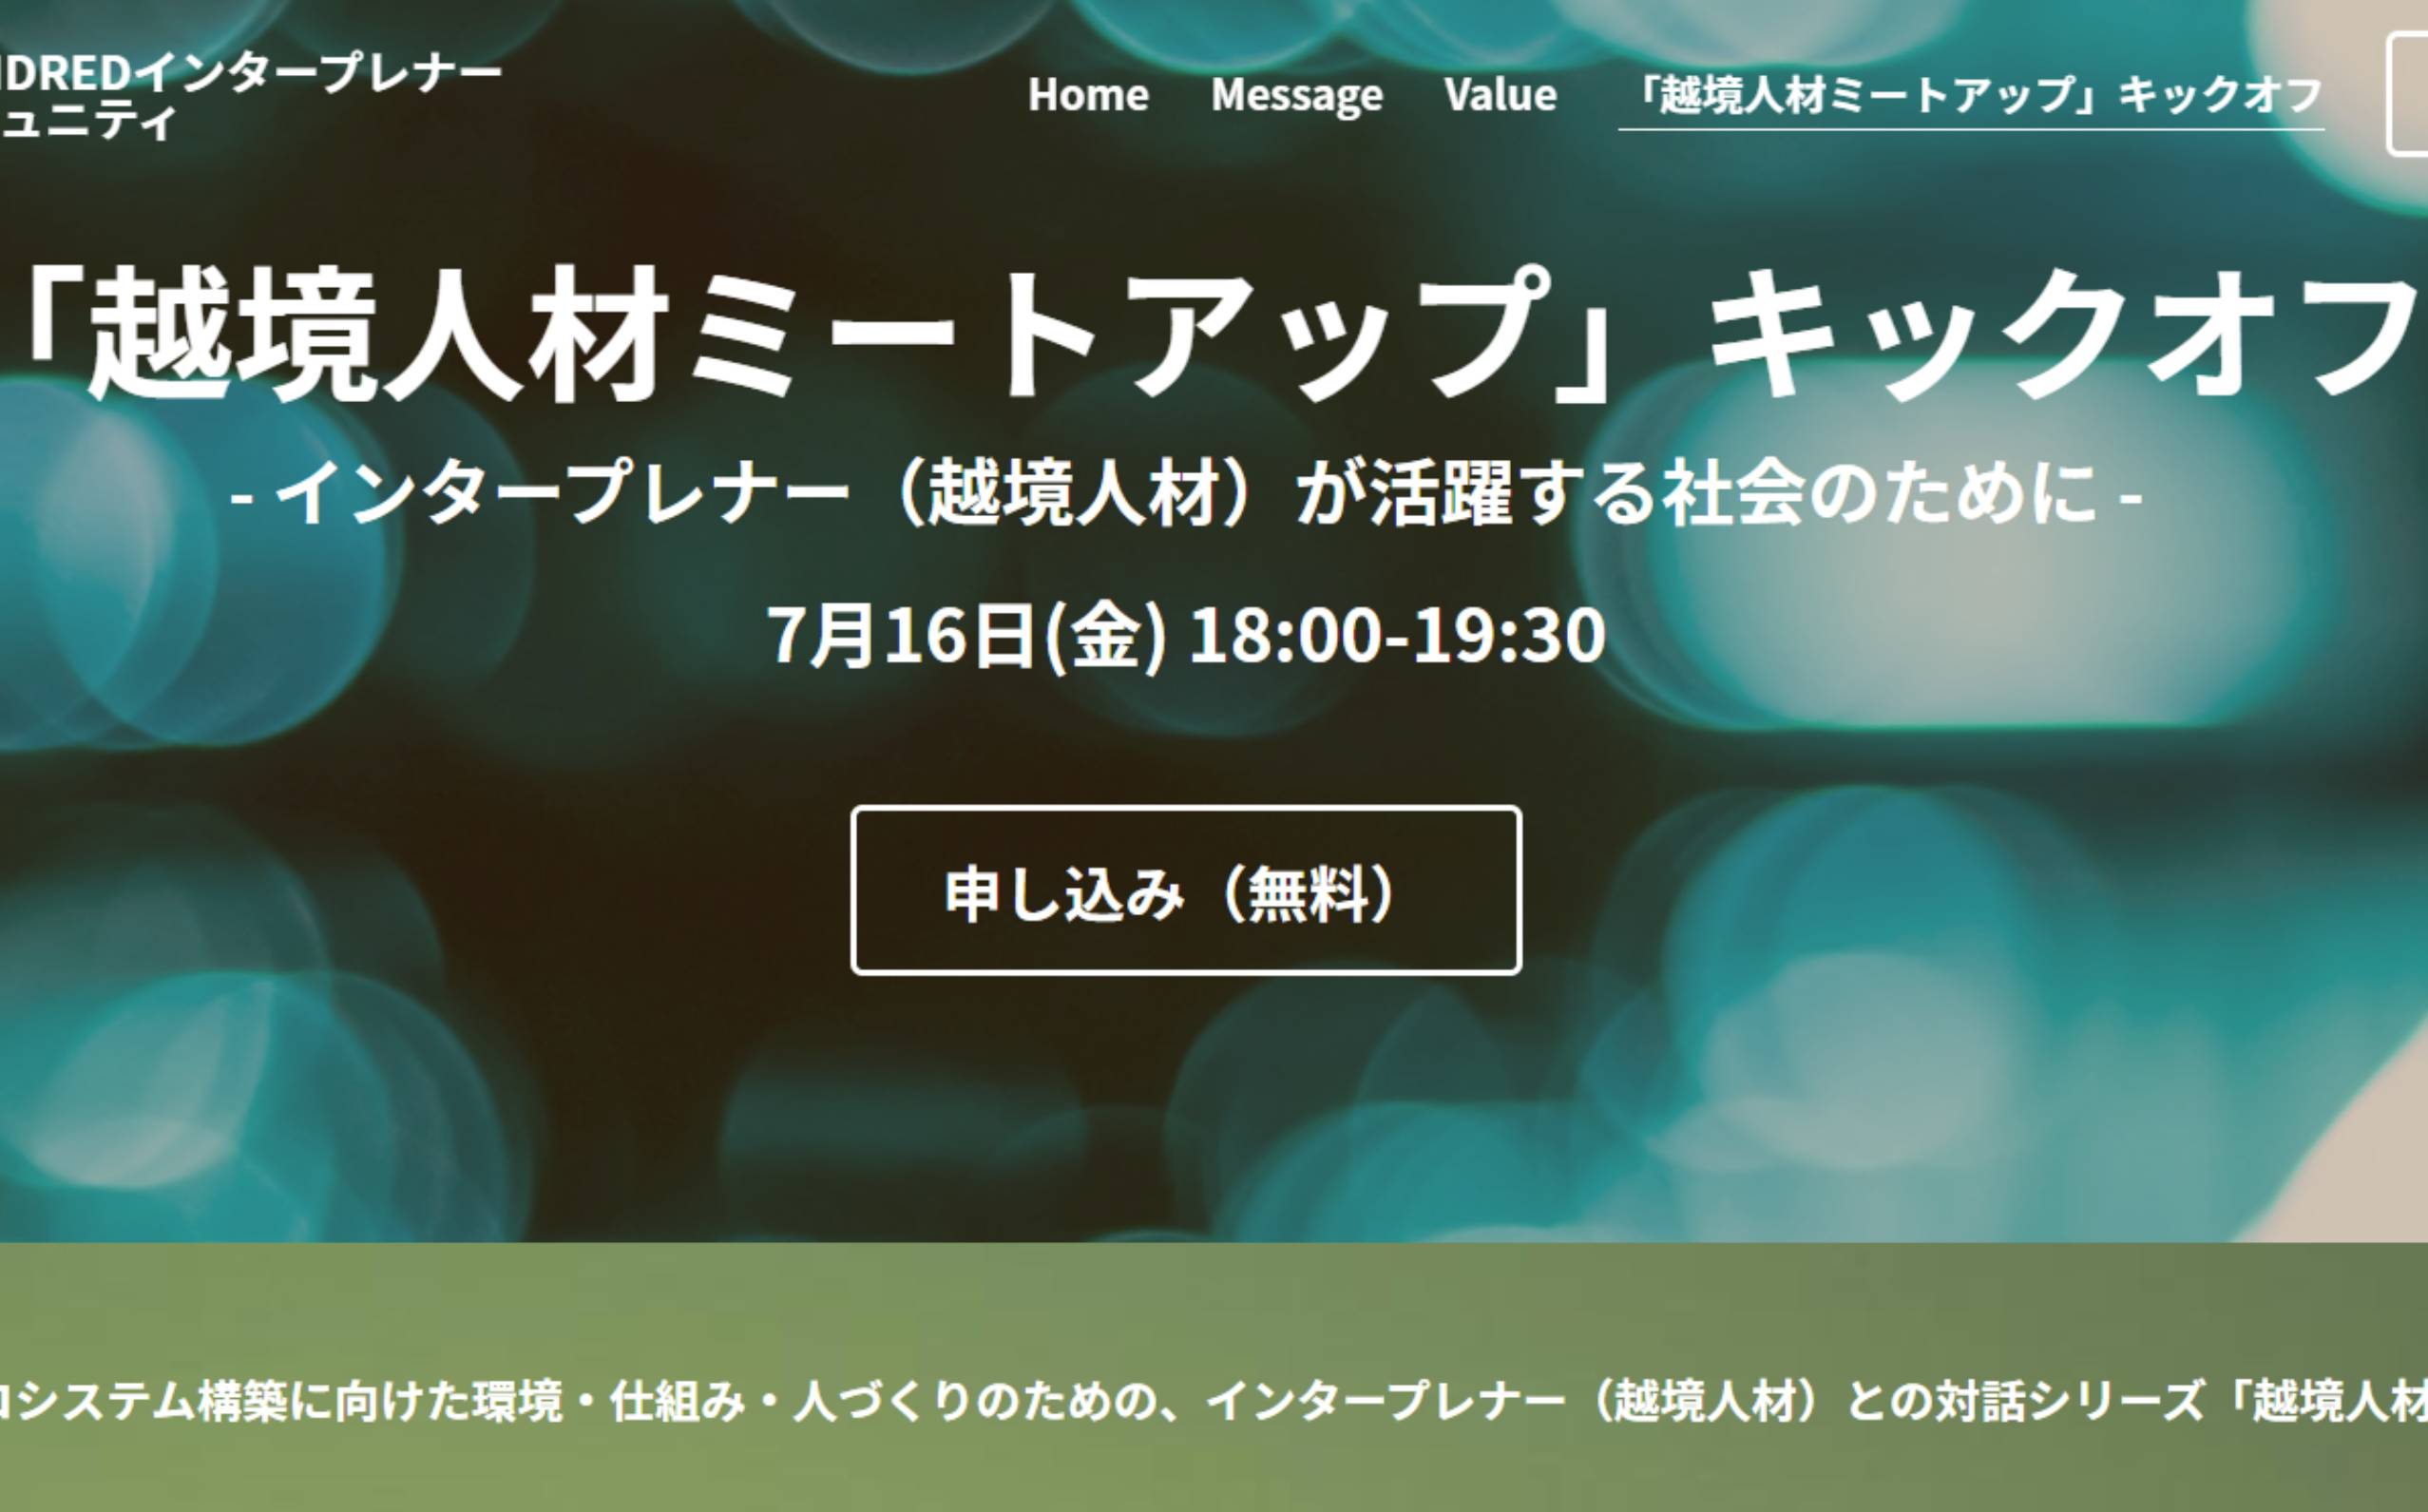 DREDインタープレナー
ュニティ
Home Message Value 「越境人材ミートアップ」キックオフ
「越境人材ミートアップ」キックオフ
- インタープレナー（越境人材）が活躍する社会のために -
7月16日(金) 18:00-19:30
申し込み（無料）
システム構築に向けた環境・仕組み・人づくりのための、インタープレナー（越境人材）との対話シリーズ「越境人材